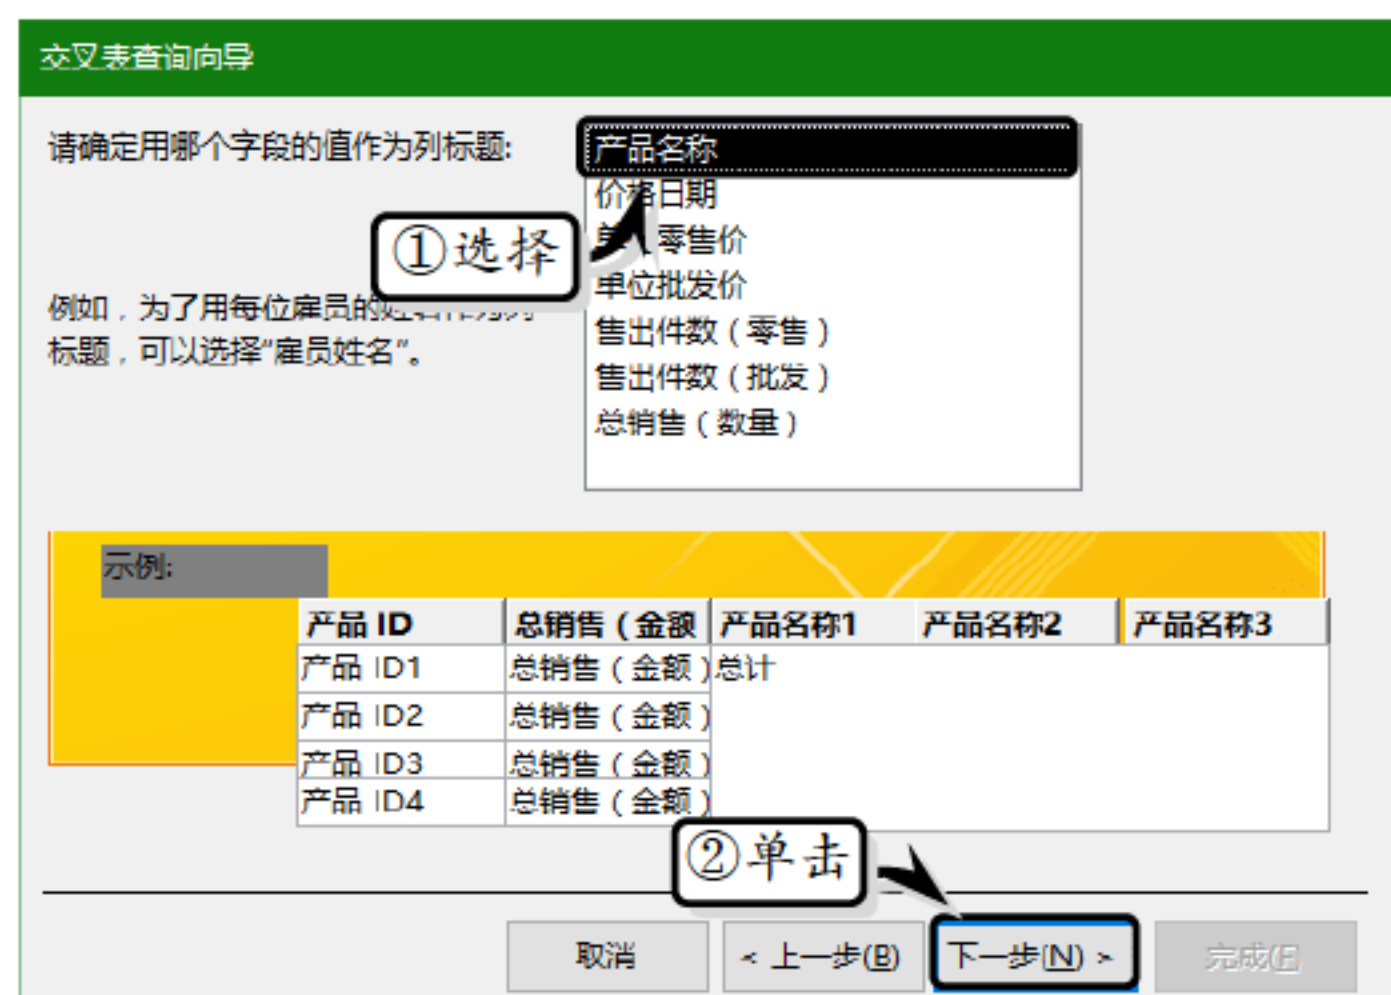 交叉表查询向导
请确定用哪个字段的值作为列标题:
产品名称
价格日期
零售价
单位批发价
售出件数（零售）
售出件数（批发）
总销售（数量）
①选择
例如，为了用每位雇员的
标题，可以选择“雇员姓名”。
示例:
产品 ID 总销售（金额 产品名称1 产品名称2 产品名称3
产品 ID1 总销售（金额）总计
产品 ID2 总销售（金额）
产品 ID3 总销售（金额）
产品 ID4 总销售（金额）
②单击
取消 < 上一步(B) 下一步(N) > 完成(F)